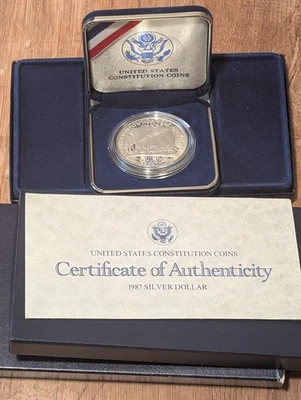 UNITED STATES
CONSTITUTION COINS
UNITED STATES CONSTITUTION COINS
Certificate of Authenticity
1987 SILVER DOLLAR